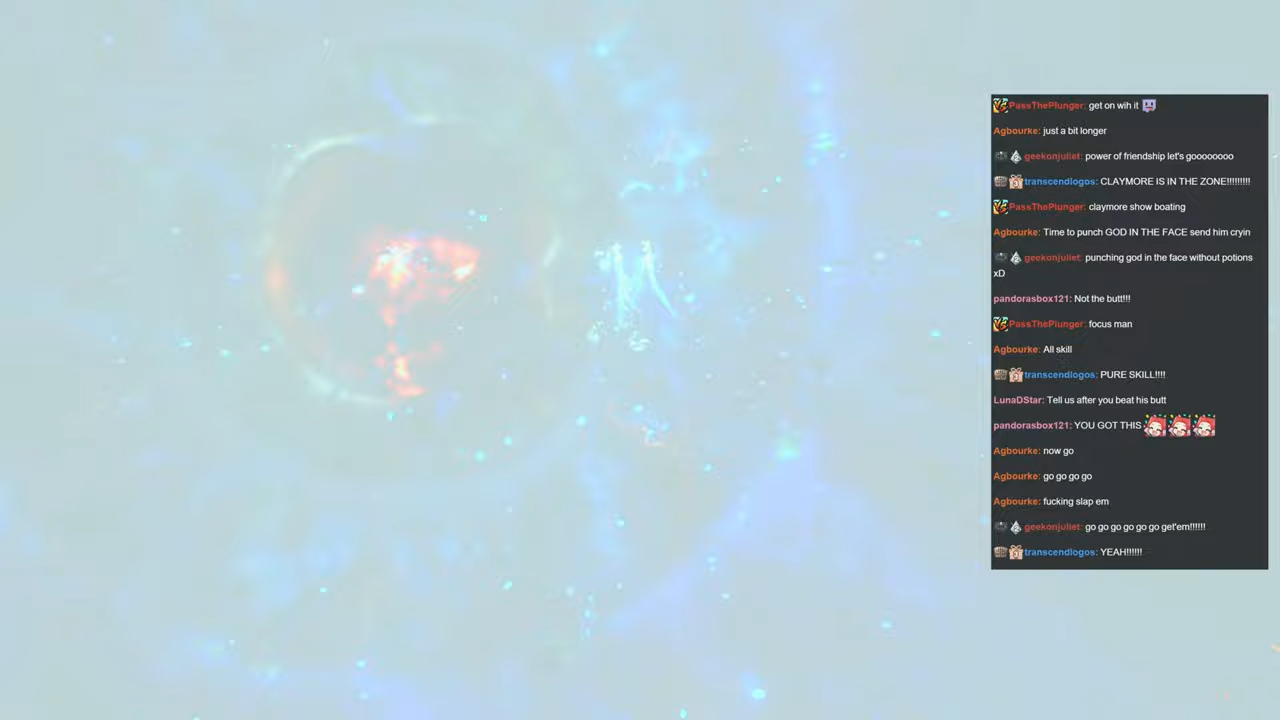 PassThePlunger: get on wih it
Agbourke: just a bit longer
geekonjuliet: power of friendship let's goooooooo
transcendlogos: CLAYMORE IS IN THE ZONE!!!!!!!!!
PassThePlunger: claymore show boating
Agbourke: Time to punch GOD IN THE FACE send him cryin
geekonjuliet: punching god in the face without potions
xD
pandorasbox121: Not the butt!!!
PassThePlunger: focus man
Agbourke: All skill
transcendlogos: PURE SKILL!!!!
LunaDStar: Tell us after you beat his butt
pandorasbox121: YOU GOT THIS
Agbourke: now go
Agbourke: go go go go
Agbourke: fucking slap em
geekonjuliet: go go go go go go get'em!!!!!!
transcendlogos: YEAH!!!!!!